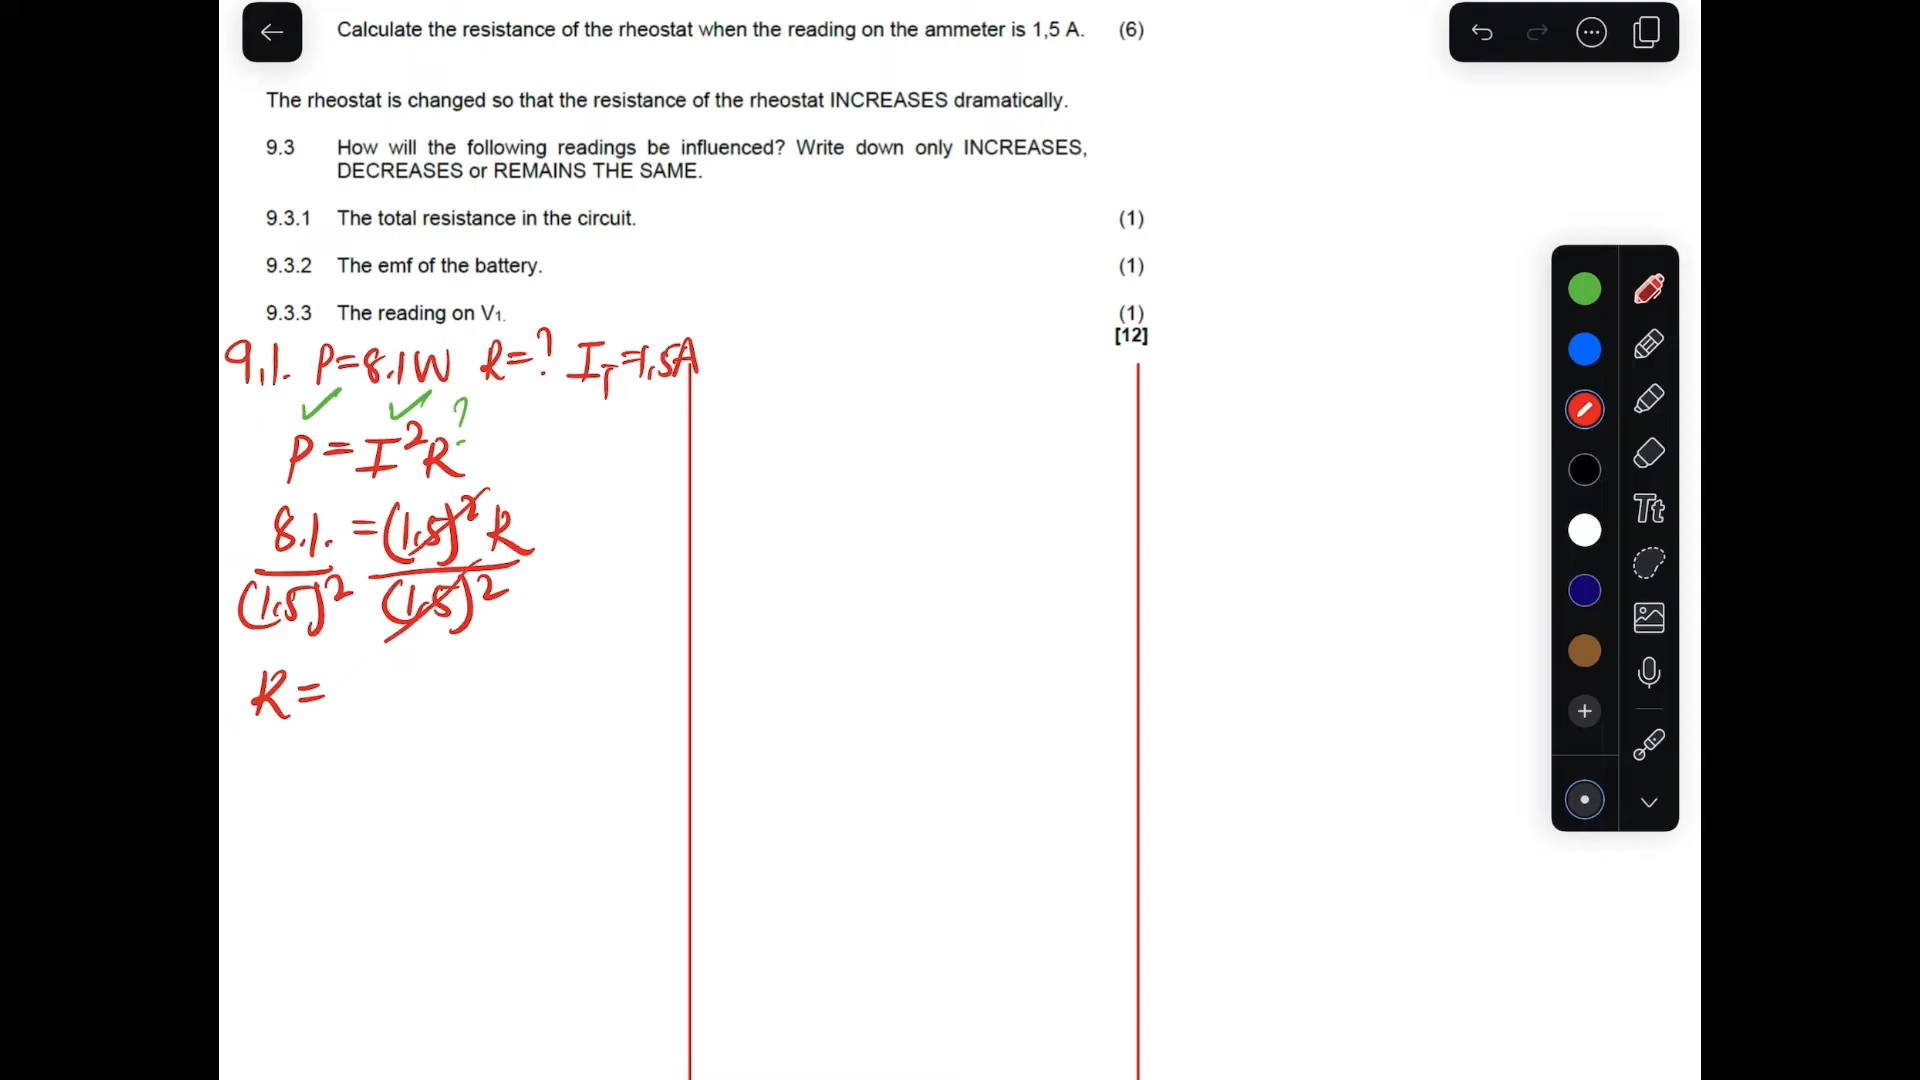 Calculate the resistance of the rheostat when the reading on the ammeter is 1,5 A. (6)
The rheostat is changed so that the resistance of the rheostat INCREASES dramatically.
9.3 How will the following readings be influenced? Write down only INCREASES,
DECREASES or REMAINS THE SAME.
9.3.1 The total resistance in the circuit. (1)
9.3.2 The emf of the battery. (1)
9.3.3 The reading on V1. (1)
[12]
9.1. P=8.1W R=? I_T=1.5A
✓ ✓ ?
P = I²R
8.1. = (1.5)² R
(1.5)² (1.5)²
R =
Tt